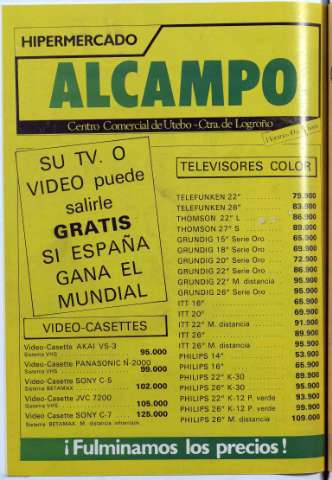 HIPERMERCADO
ALCAMPO
Centro Comercial de Utebo - Ctra. de Logroño
SU TV. O
VIDEO puede
salirle
GRATIS
SI ESPAÑA
GANA EL
MUNDIAL
VIDEO-CASETTES
Video-Casette AKAI VS-3
Sistema VHS 95.000
Video-Casette PANASONIC N-2000
Sistema VHS 99.000
Video-Casette SONY C-5
Sistema BETAMAX 102.000
Video-Casette JVC 7200
Sistema VHS 105.000
Video-Casette SONY C-7 125.000
Sistema BETAMAX M. distancia infrarrojos
TELEVISORES COLOR
TELEFUNKEN 22" 79.900
TELEFUNKEN 26" 83.900
THOMSON 22" L 86.900
THOMSON 27" S 89.000
GRUNDIG 15" Serie Oro 65.900
GRUNDIG 18" Serie Oro 69.900
GRUNDIG 20" Serie Oro 72.900
GRUNDIG 22" Serie Oro 86.900
GRUNDIG 22" M. distancia 95.900
GRUNDIG 26" Serie Oro 95.900
ITT 16" 65.900
ITT 20" 69.900
ITT 22" M. distancia 91.900
ITT 26" 89.900
ITT 26" M. distancia 95.900
PHILIPS 14" 53.900
PHILIPS 16" 65.900
PHILIPS 22" K-30 89.900
PHILIPS 26" K-30 95.900
PHILIPS 22" K-12 P. verde 93.900
PHILIPS 26" K-12 P. verde 99.900
PHILIPS 26" M. distancia 109.000
¡Fulminamos los precios!